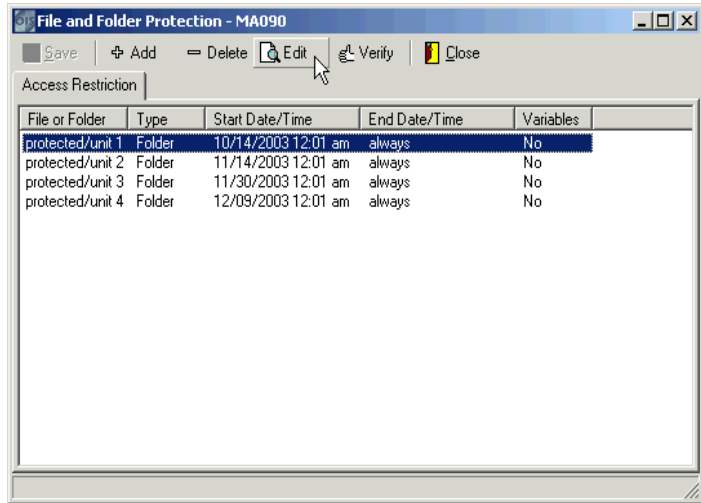 OIS File and Folder Protection - MA090
Save Add Delete Edit Verify Close
Access Restriction
File or Folder Type Start Date/Time End Date/Time Variables
protected/unit 1 Folder 10/14/2003 12:01 am always No
protected/unit 2 Folder 11/14/2003 12:01 am always No
protected/unit 3 Folder 11/30/2003 12:01 am always No
protected/unit 4 Folder 12/09/2003 12:01 am always No